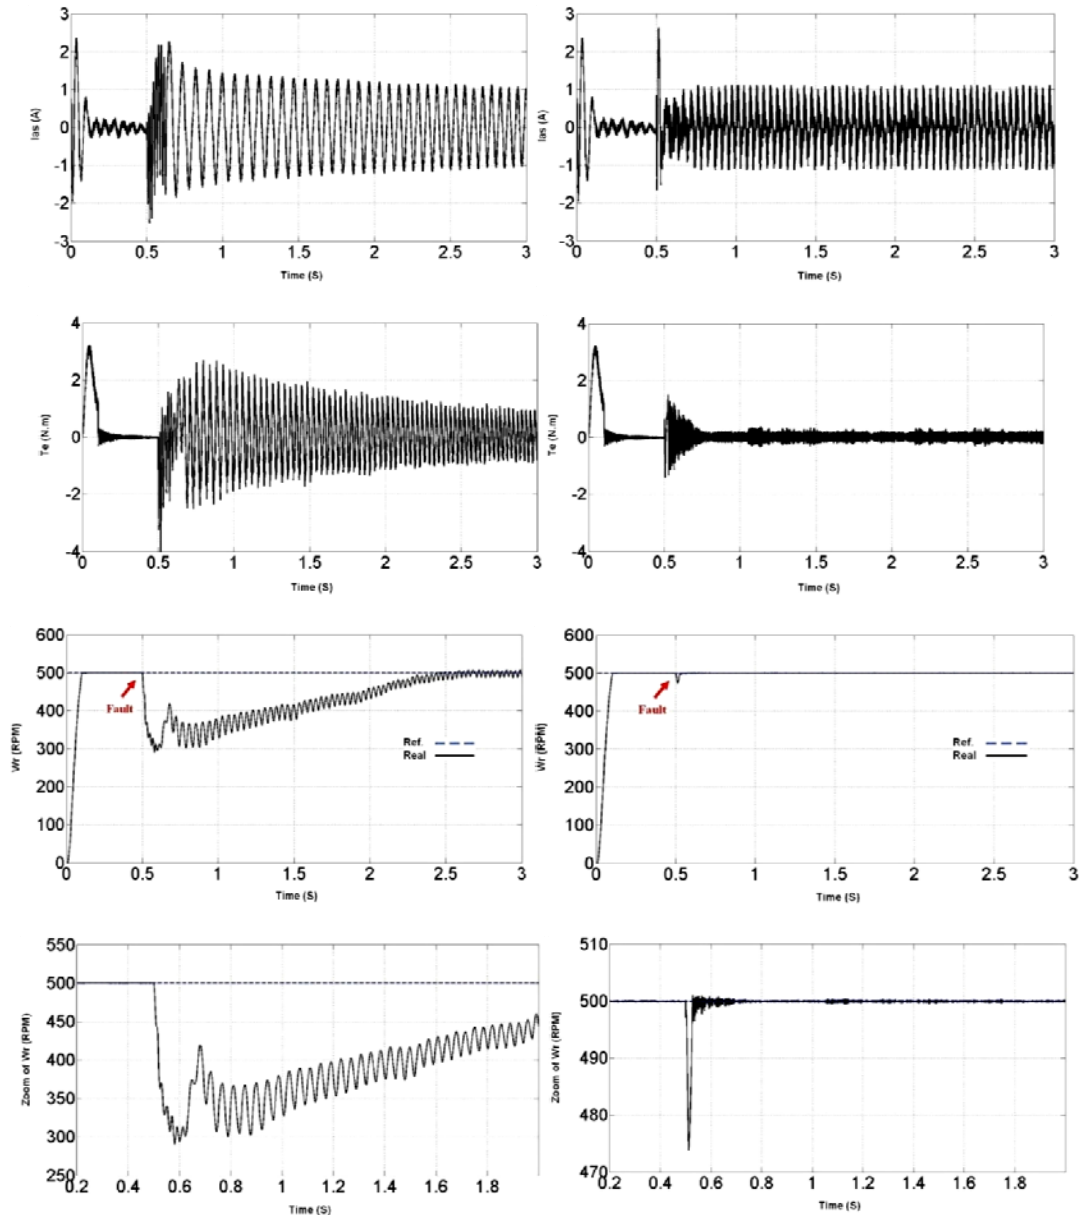 3
2
1
0
-1
-2
-3
Ias (A)
0 0.5 1 1.5 2 2.5 3
Time (S)
3
2
1
0
-1
-2
-3
Ias (A)
0 0.5 1 1.5 2 2.5 3
Time (S)
4
2
0
-2
-4
Te (N.m)
0 0.5 1 1.5 2 2.5 3
Time (S)
4
2
0
-2
-4
Te (N.m)
0 0.5 1 1.5 2 2.5 3
Time (S)
600
500
400
300
200
100
0
Wr (RPM)
Fault
Ref.
Real
0 0.5 1 1.5 2 2.5 3
Time (S)
600
500
400
300
200
100
0
Wr (RPM)
Fault
Ref.
Real
0 0.5 1 1.5 2 2.5 3
Time (S)
550
500
450
400
350
300
250
Zoom of Wr (RPM)
0.2 0.4 0.6 0.8 1 1.2 1.4 1.6 1.8
Time (S)
510
500
490
480
470
Zoom of Wr (RPM)
0.2 0.4 0.6 0.8 1 1.2 1.4 1.6 1.8
Time (S)